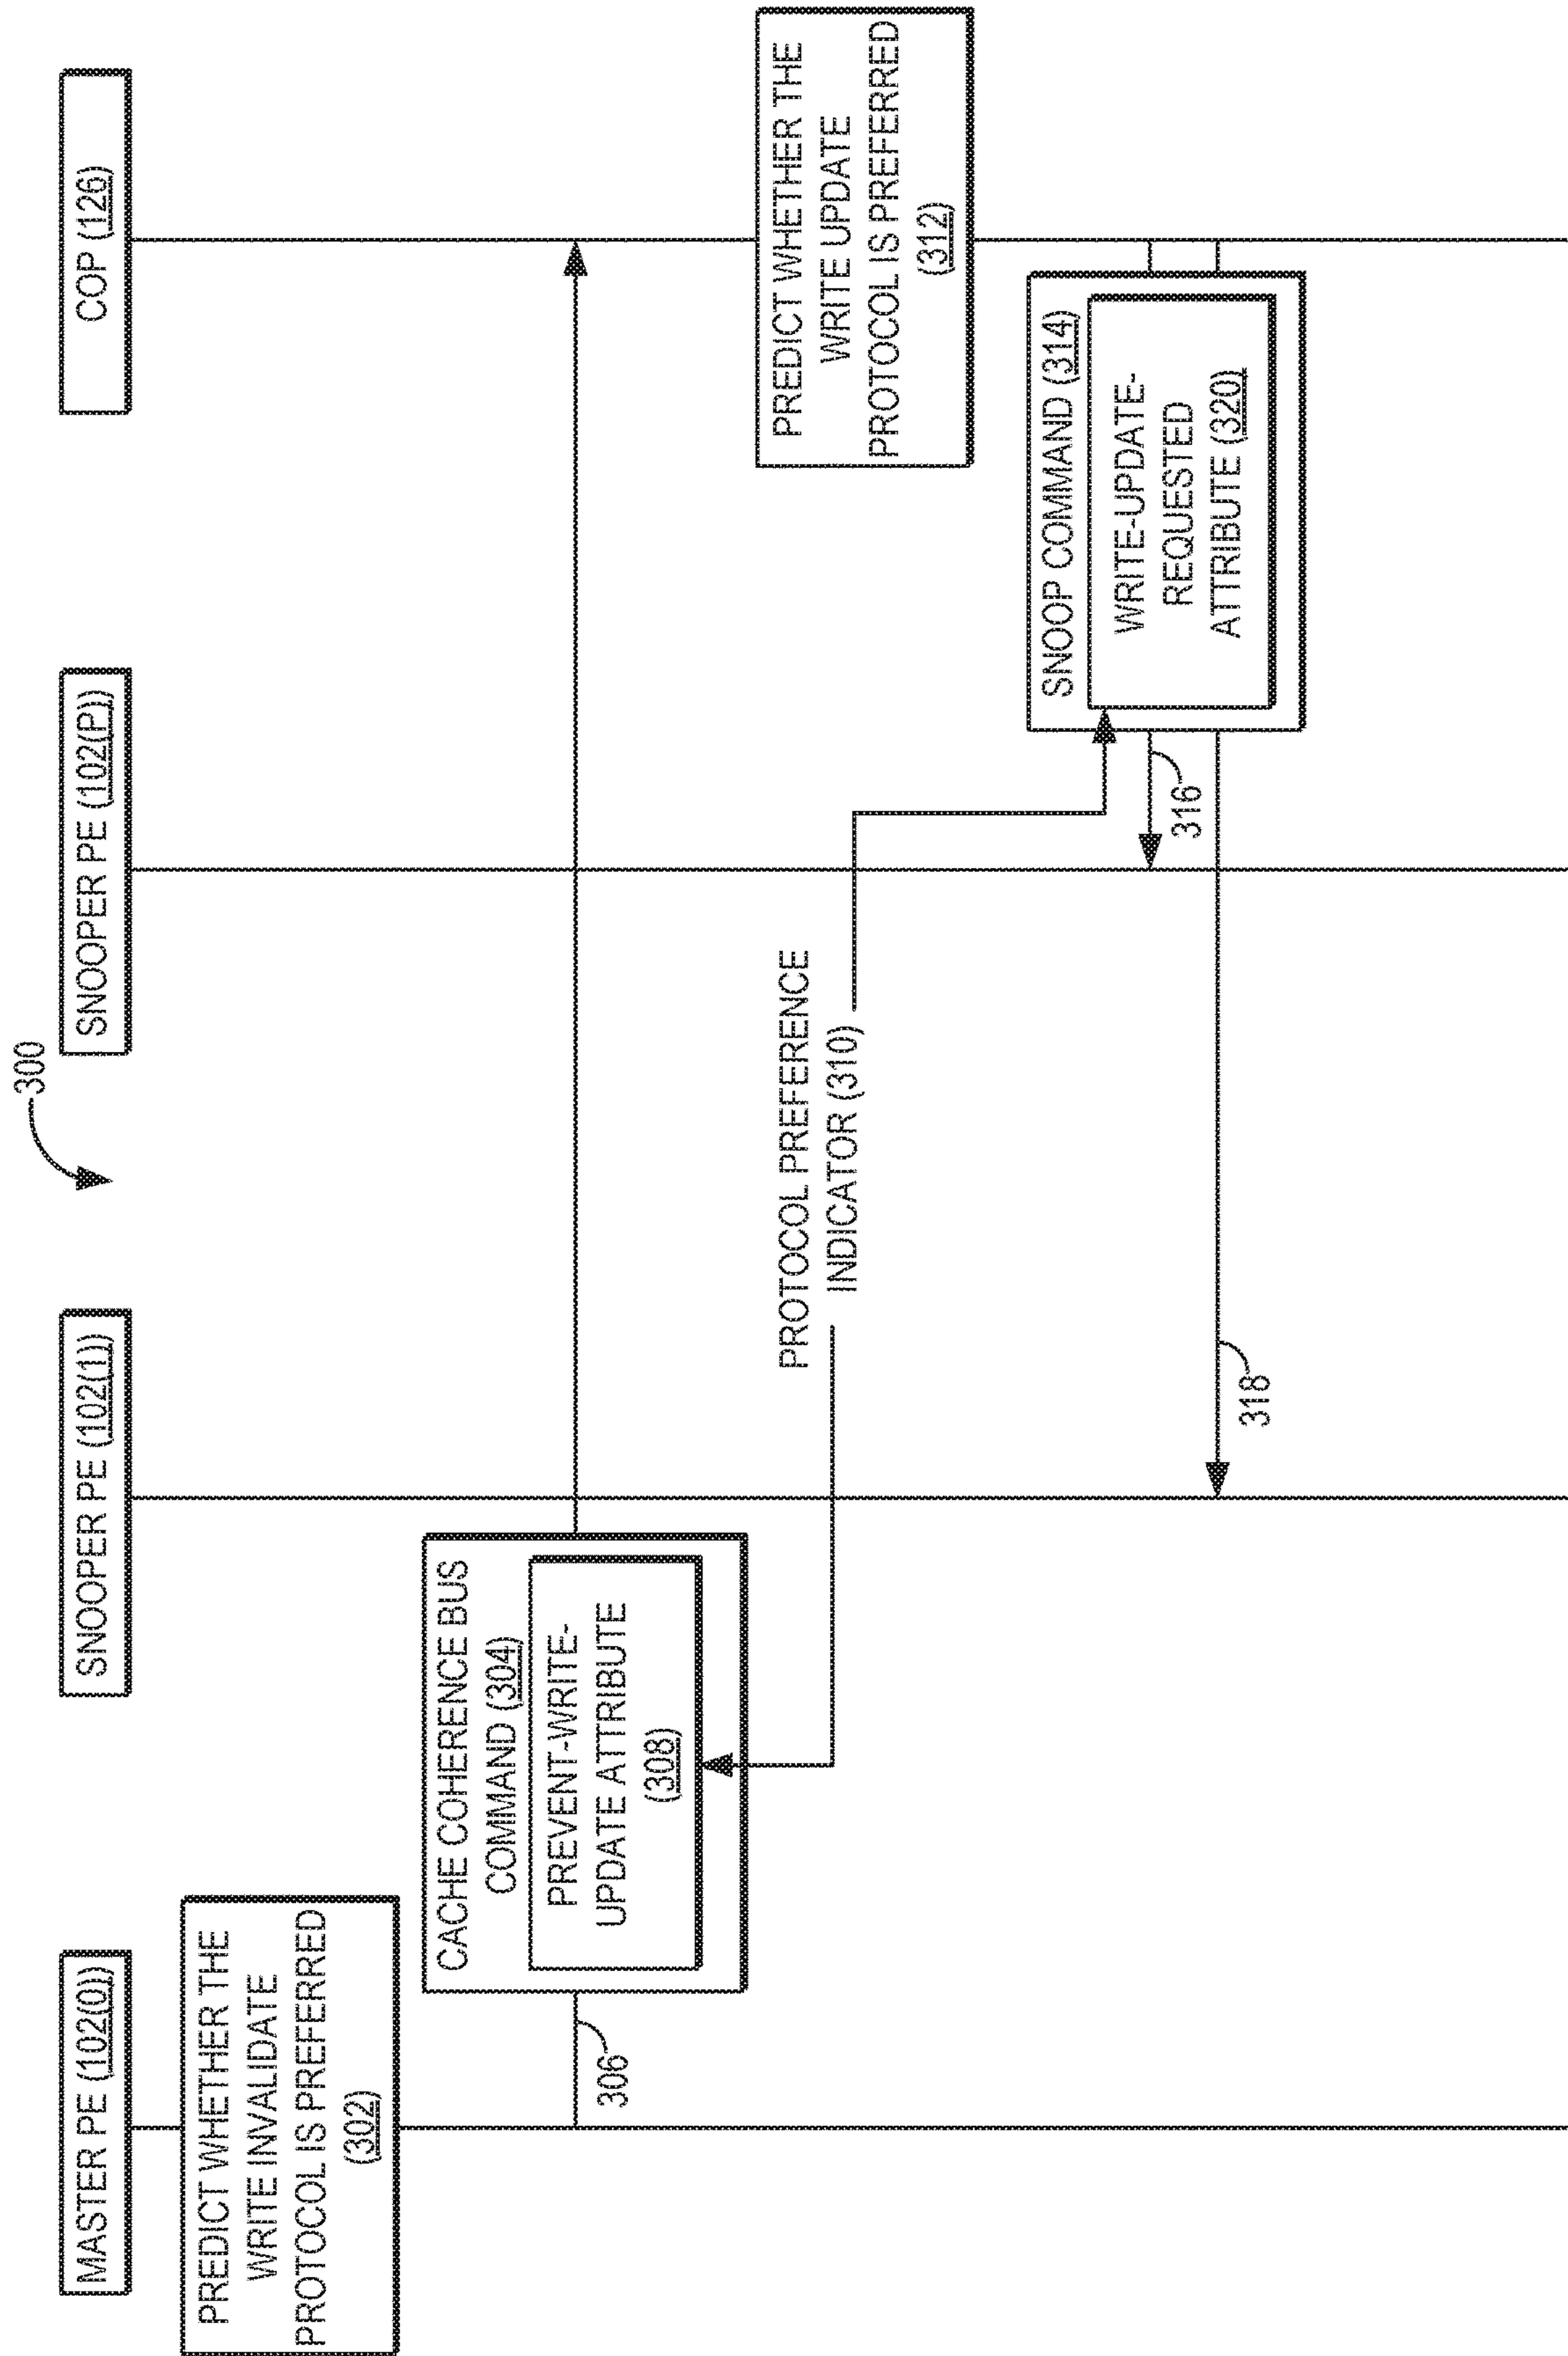 300
MASTER PE (102(0))
SNOOPER PE (102(1))
SNOOPER PE (102(P))
COP (126)
PREDICT WHETHER THE
WRITE INVALIDATE
PROTOCOL IS PREFERRED
(302)
CACHE COHERENCE BUS
COMMAND (304)
PREVENT-WRITE-
UPDATE ATTRIBUTE
(308)
306
PROTOCOL PREFERENCE
INDICATOR (310)
PREDICT WHETHER THE
WRITE UPDATE
PROTOCOL IS PREFERRED
(312)
SNOOP COMMAND (314)
WRITE-UPDATE-
REQUESTED
ATTRIBUTE (320)
316
318